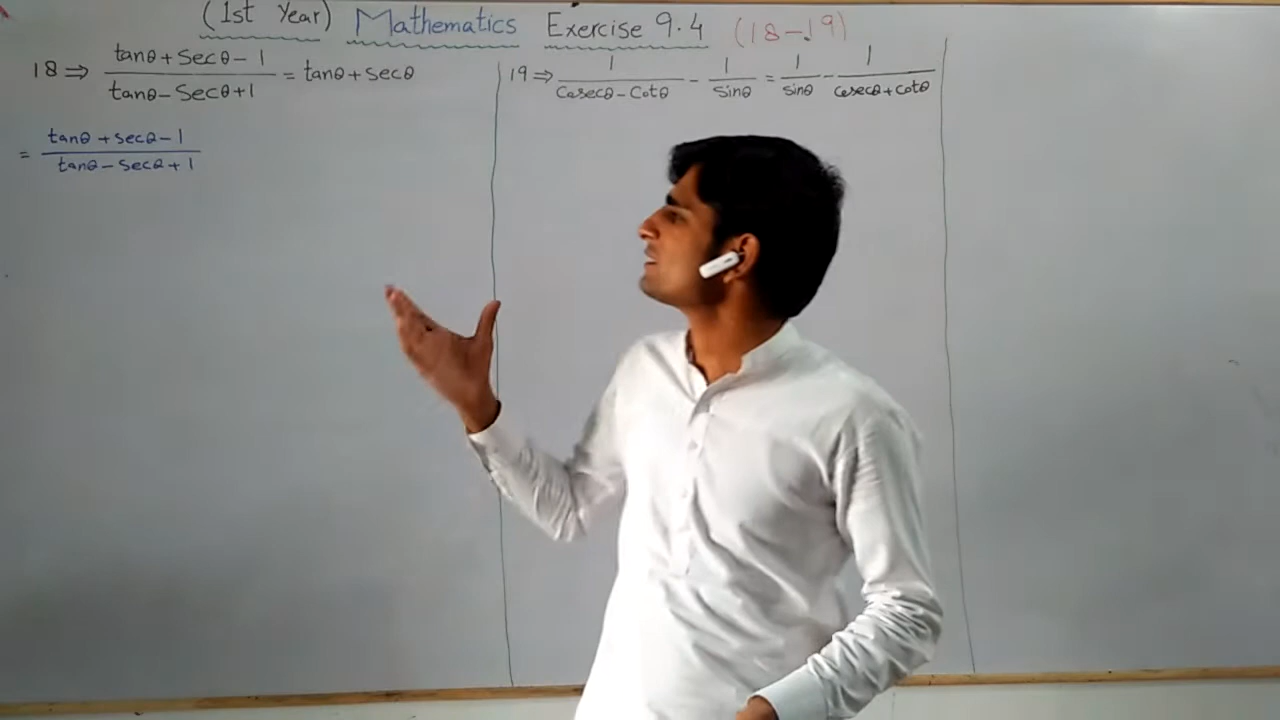 (1st Year) Mathematics Exercise 9.4 (18-19)
18⇒ (tanθ + Secθ - 1)/(tanθ - Secθ + 1) = tanθ + secθ
= (tanθ + secθ - 1)/(tanθ - secθ + 1)
19⇒ 1/(Cosecθ - Cotθ) - 1/Sinθ = 1/sinθ - 1/(cosecθ + cotθ)